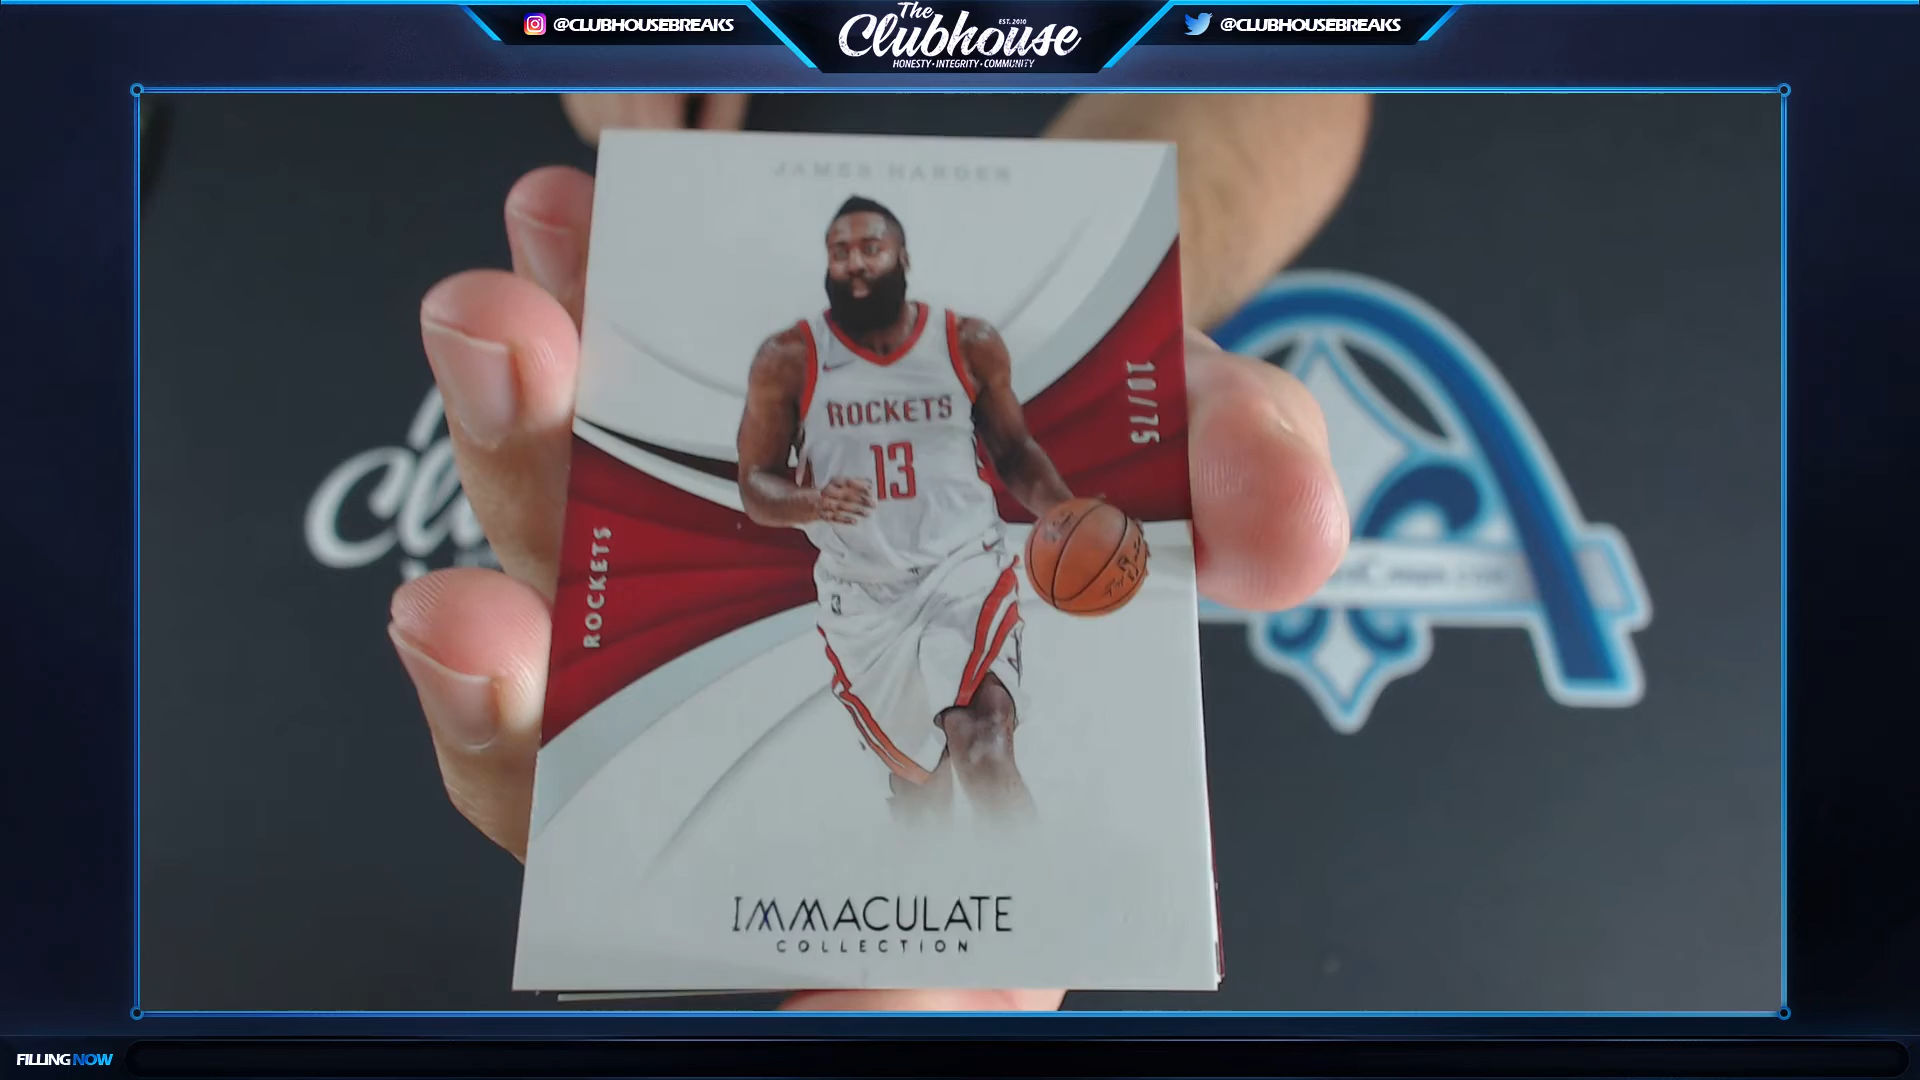 @CLUBHOUSEBREAKS
The
Clubhouse
EST. 2010
HONESTY • INTEGRITY • COMMUNITY
@CLUBHOUSEBREAKS
JAMES HARDEN
ROCKETS
13
10/75
ROCKETS
IMMACULATE
COLLECTION
FILLING NOW